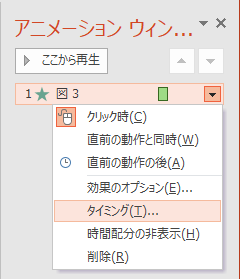 アニメーション ウィン...
ここから再生
1 図 3
クリック時(C)
直前の動作と同時(W)
直前の動作の後(A)
効果のオプション(E)...
タイミング(T)...
時間配分の非表示(H)
削除(R)